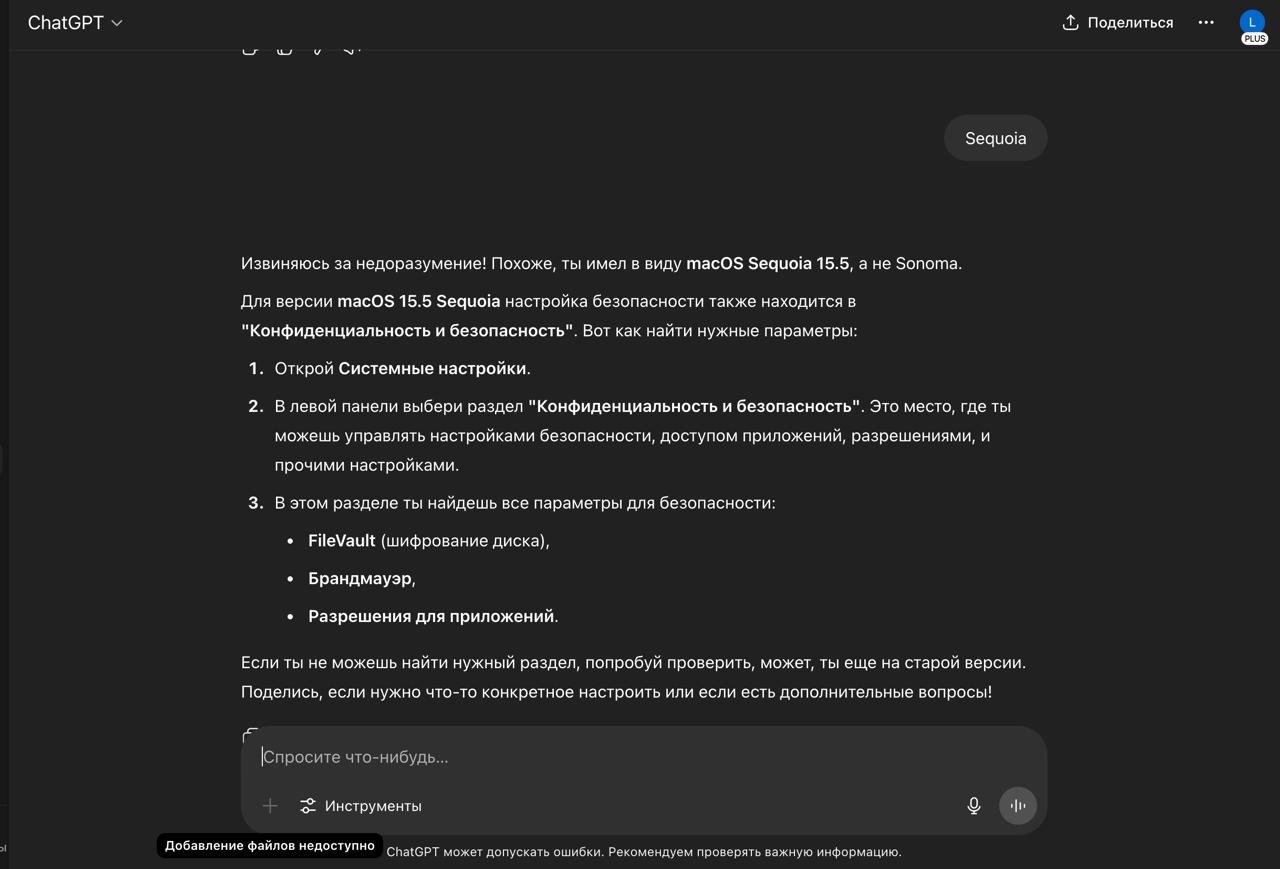 ChatGPT
Поделиться
L
PLUS
Sequoia
Извиняюсь за недоразумение! Похоже, ты имел в виду macOS Sequoia 15.5, а не Sonoma.
Для версии macOS 15.5 Sequoia настройка безопасности также находится в
"Конфиденциальность и безопасность". Вот как найти нужные параметры:
1. Открой Системные настройки.
2. В левой панели выбери раздел "Конфиденциальность и безопасность". Это место, где ты
можешь управлять настройками безопасности, доступом приложений, разрешениями, и
прочими настройками.
3. В этом разделе ты найдешь все параметры для безопасности:
• FileVault (шифрование диска),
• Брандмауэр,
• Разрешения для приложений.
Если ты не можешь найти нужный раздел, попробуй проверить, может, ты еще на старой версии.
Поделись, если нужно что-то конкретное настроить или если есть дополнительные вопросы!
Спросите что-нибудь...
Инструменты
Добавление файлов недоступно
ChatGPT может допускать ошибки. Рекомендуем проверять важную информацию.